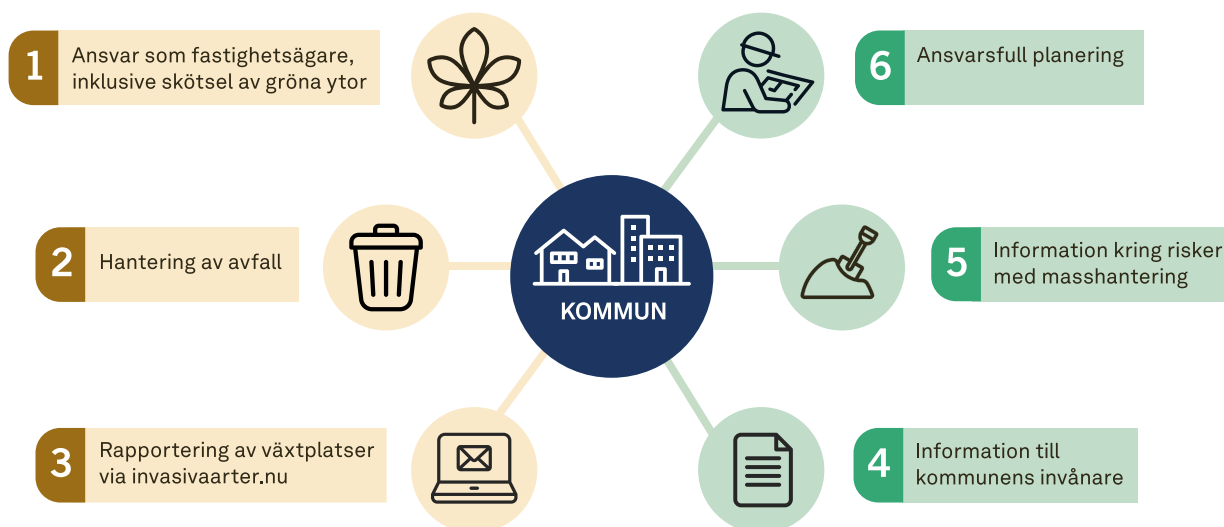 1
Ansvar som fastighetsägare,
inklusive skötsel av gröna ytor
2
Hantering av avfall
3
Rapportering av växtplatser
via invasivaarter.nu
KOMMUN
6
Ansvarsfull planering
5
Information kring risker
med masshantering
4
Information till
kommunens invånare